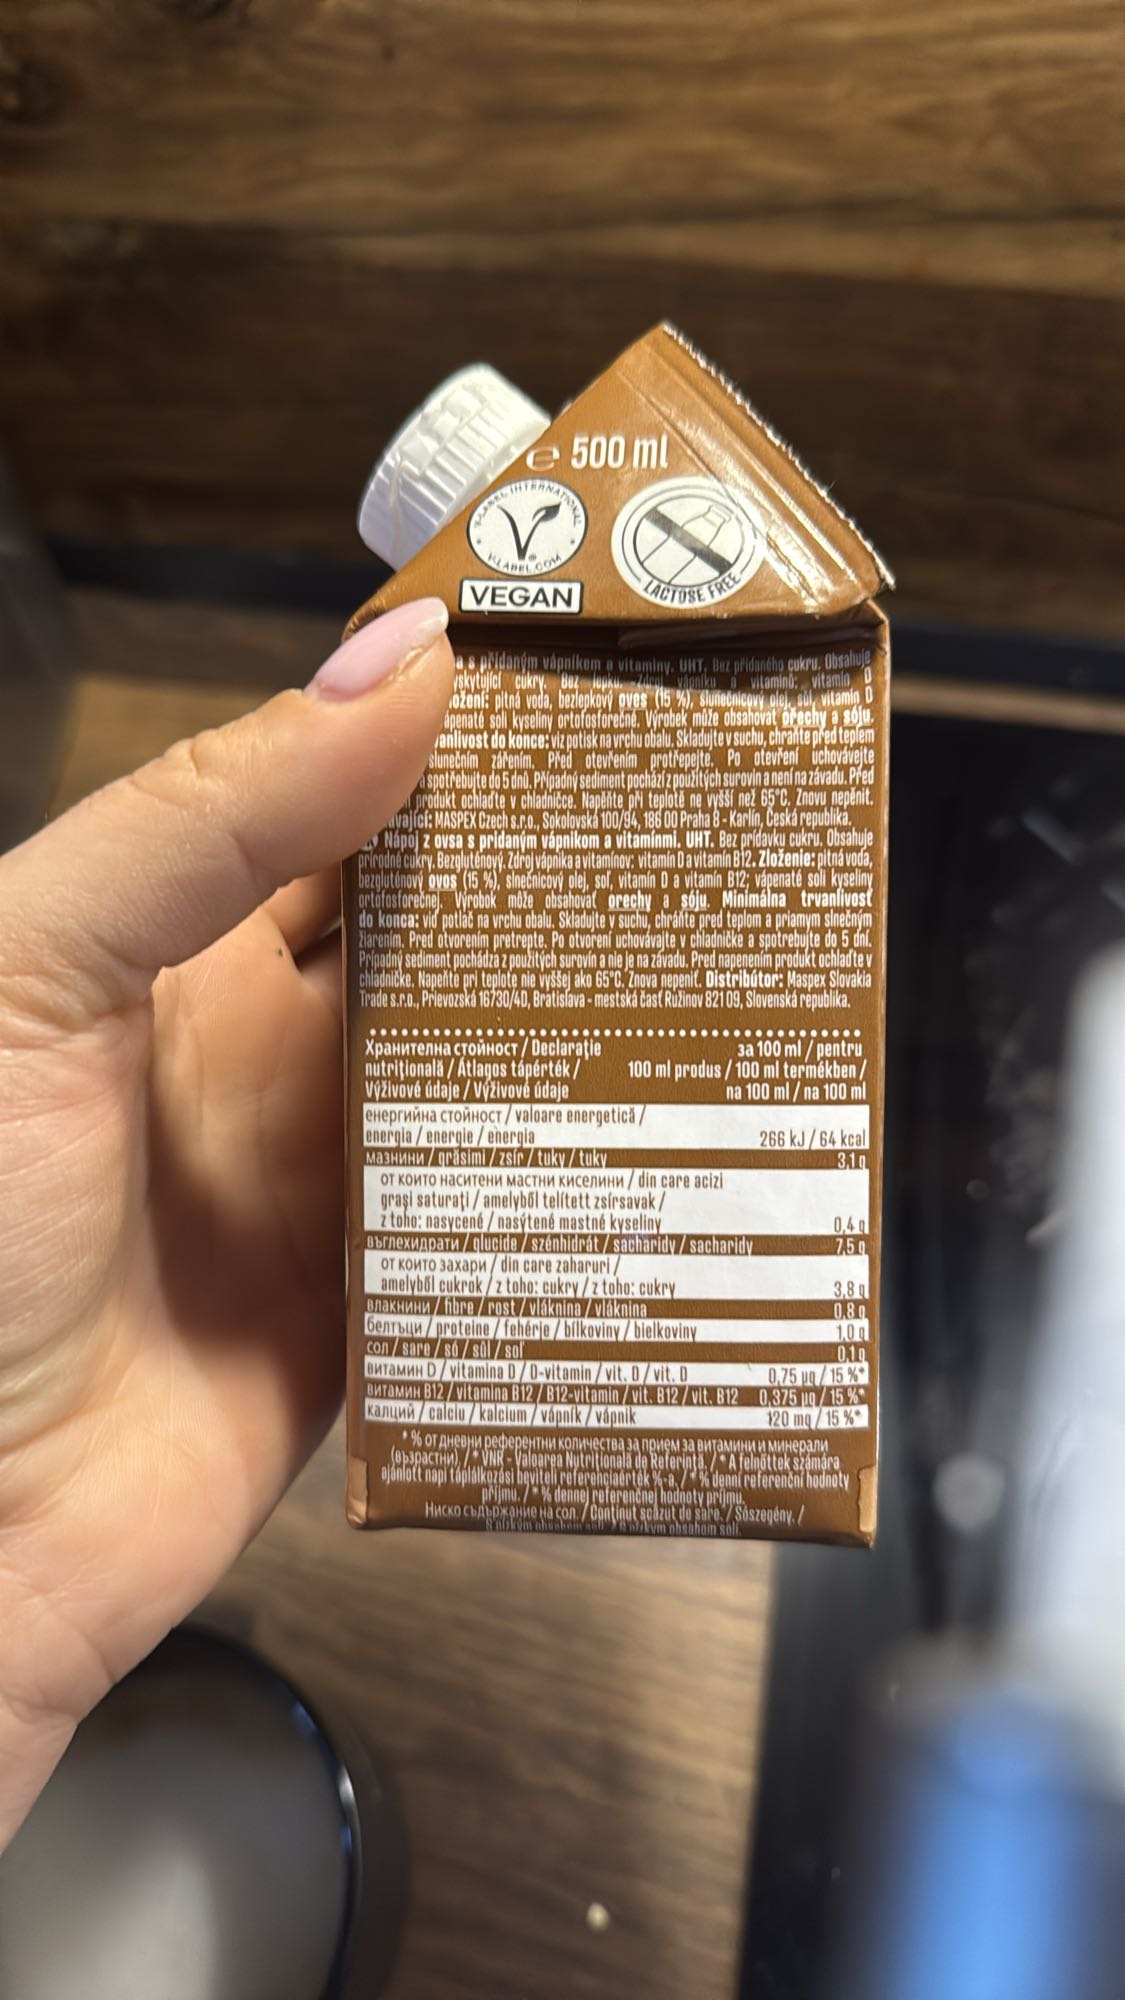 e 500 ml
V-LABEL INTERNATIONAL
V-LABEL.COM
VEGAN
LACTOSE FREE
s přidaným vápníkem a vitaminy. UHT. Bez přidaného cukru. Obsahuje
cukry. Bez vitaminů: vitamin D
pitná voda, bezlepkový oves (15 %), slunečnicový olej, sůl, vitamin D
soli kyseliny ortofosforečné. Výrobek může obsahovat ořechy a sóju.
do konce: viz potisk na vrchu obalu. Skladujte v suchu, chraňte před teplem
slunečním zářením. Před otevřením protřepejte. Po otevření uchovávejte
spotřebujte do 5 dnů. Případný sediment pochází z použitých surovin a není na závadu. Před
produkt ochlaďte v chladničce. Napěňte při teplotě ne vyšší než 65°C. Znovu nepěnit.
MASPEX Czech s.r.o., Sokolovská 100/94, 186 00 Praha 8 - Karlín, Česká republika.
Nápoj z ovsa s pridaným vápnikom a vitamínmi. UHT. Bez prídavku cukru. Obsahuje
prírodné cukry. Bezgluténový. Zdroj vápnika a vitamínov: vitamín D a vitamín B12. Zloženie: pitná voda,
bezgluténový ovos (15 %), slnečnicový olej, soľ, vitamín D a vitamín B12; vápenaté soli kyseliny
ortofosforečnej. Výrobok môže obsahovať orechy a sóju. Minimálna trvanlivosť
do konca: viď potlač na vrchu obalu. Skladujte v suchu, chráňte pred teplom a priamym slnečným
žiarením. Pred otvorením pretrepte. Po otvorení uchovávajte v chladničke a spotrebujte do 5 dní.
Prípadný sediment pochádza z použitých surovín a nie je na závadu. Pred napenením produkt ochlaďte v
chladničke. Napeňte pri teplote nie vyššej ako 65°C. Znova nepeniť. Distribútor: Maspex Slovakia
Trade s.r.o., Prievozská 16730/4D, Bratislava - mestská časť Ružinov 821 09, Slovenská republika.
Хранителна стойност / Declarație за 100 ml / pentru
nutrițională / Átlagos tápérték / 100 ml produs / 100 ml termékben /
Výživové údaje / Výživové údaje na 100 ml / na 100 ml
енергийна стойност / valoare energetică /
energia / energie / energia 266 kJ / 64 kcal
мазнини / grăsimi / zsír / tuky / tuky 3,1 g
от които наситени мастни киселини / din care acizi
grași saturați / amelyből telített zsírsavak /
z toho: nasycené / nasýtené mastné kyseliny 0,4 g
въглехидрати / glucide / szénhidrát / sacharidy / sacharidy 7,5 g
от които захари / din care zaharuri /
amelyből cukrok / z toho: cukry / z toho: cukry 3,8 g
влакнини / fibre / rost / vláknina / vláknina 0,8 g
белтъци / proteine / fehérje / bílkoviny / bielkoviny 1,0 g
сол / sare / só / sůl / soľ 0,1 g
витамин D / vitamina D / D-vitamin / vit. D / vit. D 0,75 µg / 15 %*
витамин B12 / vitamina B12 / B12-vitamin / vit. B12 / vit. B12 0,375 µg / 15 %*
калций / calciu / kalcium / vápník / vápnik 120 mg / 15 %*
* % от дневни референтни количества за прием за витамини и минерали
(възрастни). / * VNR - Valoarea Nutrițională de Referință. / * A felnőttek számára
ajánlott napi táplálkozási beviteli referenciaérték %-a. / * % denní referenční hodnoty
příjmu. / * % dennej referenčnej hodnoty príjmu.
Ниско съдържание на сол. / Conținut scăzut de sare. / Sószegény. /
S nízkým obsahem soli. / S nízkym obsahom soli.